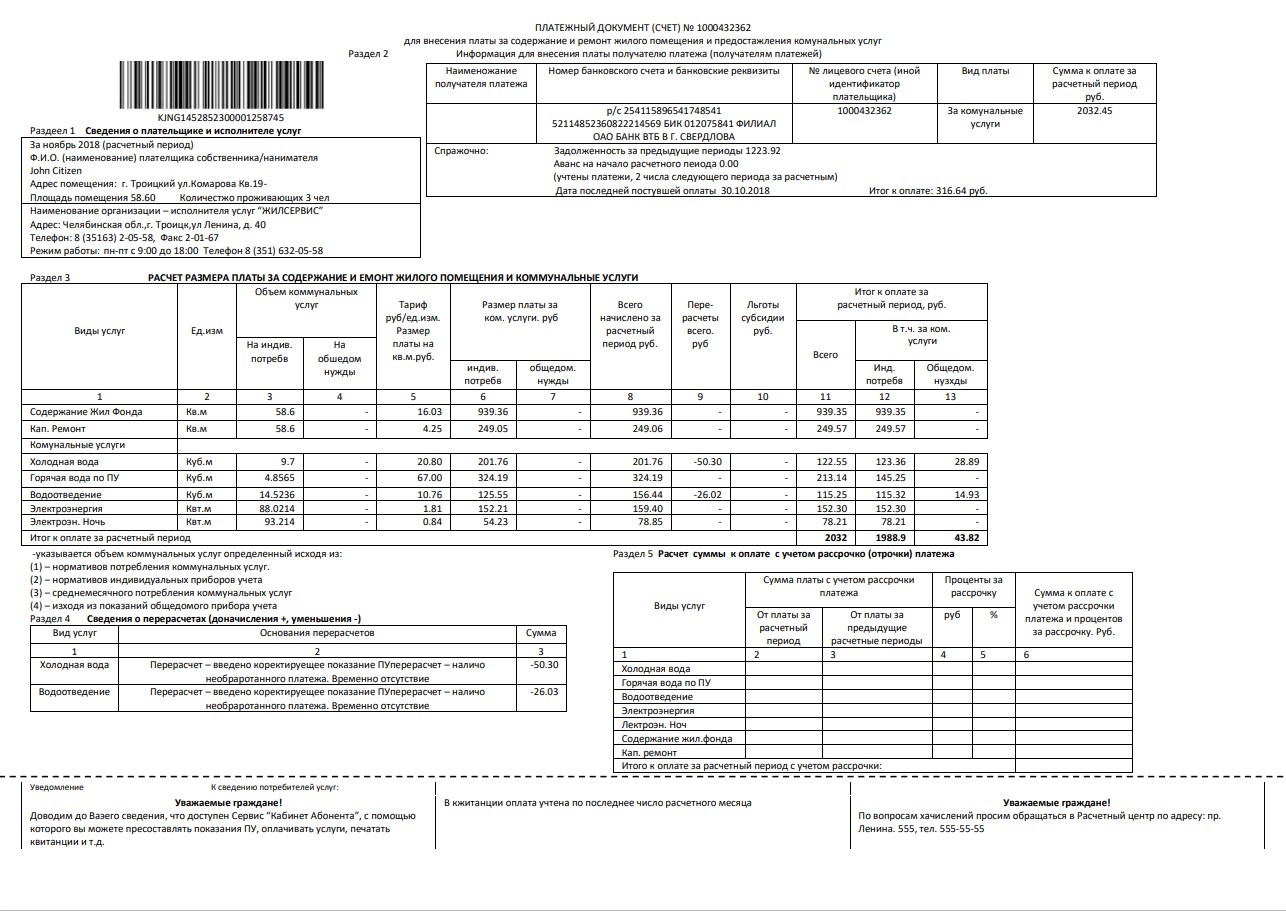 ПЛАТЕЖНЫЙ ДОКУМЕНТ (СЧЕТ) № 1000432362
для внесения платы за содержание и ремонт жилого помещения и предостажления комунальных услуг
Раздел 2 Информация для внесения платы получателю платежа (получателям платежей)
KJNG1452852300001258745
Наименожание получателя платежа
Номер банковского счета и банковские реквизиты
№ лицевого счета (иной идентификатор плательщика)
Вид платы
Сумма к оплате за расчетный период руб.
р/с 254115896541748541
52114852360822214569 БИК 012075841 ФИЛИАЛ
ОАО БАНК ВТБ В Г. СВЕРДЛОВА
1000432362
За комунальные услуги
2032.45
Спражочно: Задолженность за предыдущие периоды 1223.92
Аванс на начало расчетного пеиода 0.00
(учтены платежи, 2 числа следующего периода за расчетным)
Дата последней постувшей оплаты 30.10.2018 Итог к оплате: 316.64 руб.
Раздеел 1 Сведения о плательщике и исполнителе услуг
За ноябрь 2018 (расчетный период)
Ф.И.О. (наименование) плателщика собственника/нанимателя
John Citizen
Адрес помещения: г. Троицкий ул.Комарова Кв.19-
Площадь помещения 58.60 Количестжо проживающих 3 чел
Наименование организации – исполнителя услуг “ЖИЛСЕРВИС”
Адрес: Челябинская обл.,г. Троицк,ул Ленина, д. 40
Телефон: 8 (35163) 2-05-58, Факс 2-01-67
Режим работы: пн-пт с 9:00 до 18:00 Телефон 8 (351) 632-05-58
Раздел 3 РАСЧЕТ РАЗМЕРА ПЛАТЫ ЗА СОДЕРЖАНИЕ И ЕМОНТ ЖИЛОГО ПОМЕЩЕНИЯ И КОММУНАЛЬНЫЕ УСЛУГИ
Виды услуг
Ед.изм
Объем коммунальных услуг
На индив. потребв
На обшедом нужды
Тариф руб/ед.изм. Размер платы на кв.м.руб.
Размер платы за ком. услуги. руб
индив. потребв
общедом. нужды
Всего начислено за расчетный период руб.
Пере- расчеты всего. руб
Льготы субсидии руб.
Итог к оплате за расчетный период, руб.
Всего
В т.ч. за ком. услуги
Инд. потребв
Общедом. нузхды
1 2 3 4 5 6 7 8 9 10 11 12 13
Содержание Жил Фонда Кв.м 58.6 - 16.03 939.36 - 939.36 - - 939.35 939.35 -
Кап. Ремонт Кв.м 58.6 - 4.25 249.05 - 249.06 - - 249.57 249.57 -
Комунальные услуги
Холодная вода Куб.м 9.7 - 20.80 201.76 - 201.76 -50.30 - 122.55 123.36 28.89
Горячая вода по ПУ Куб.м 4.8565 - 67.00 324.19 - 324.19 - - 213.14 145.25 -
Водоотведение Куб.м 14.5236 - 10.76 125.55 - 156.44 -26.02 - 115.25 115.32 14.93
Электроэнергия Квт.м 88.0214 - 1.81 152.21 - 159.40 - - 152.30 152.30 -
Электроэн. Ночь Квт.м 93.214 - 0.84 54.23 - 78.85 - - 78.21 78.21 -
Итог к оплате за расчетный период 2032 1988.9 43.82
-указывается объем коммунальных услуг определенный исходя из:
(1) – нормативов потребления коммунальных услуг.
(2) – нормативов индивидуальных приборов учета
(3) – среднемесячного потребления коммунальных услуг
(4) – изходя из показаний общедомого прибора учета
Раздел 4 Сведения о перерасчетах (доначисления +, уменьшения -)
Вид услуг Основания перерасчетов Сумма
1 2 3
Холодная вода Перерасчет – введено коректируещее показание ПУперерасчет – наличо -50.30
необраротанного платежа. Временно отсутствие
Водоотведение Перерасчет – введено коректируещее показание ПУперерасчет – наличо -26.03
необраротанного платежа. Временно отсутствие
Раздел 5 Расчет суммы к оплате с учетом рассрочко (отрочки) платежа
Виды услуг
Сумма платы с учетом рассрочки платежа
От платы за расчетный период
От платы за предыдущие расчетные периоды
Проценты за рассрочку
руб
%
Сумма к оплате с учетом рассрочки платежа и процентов за рассрочку. Руб.
1 2 3 4 5 6
Холодная вода
Горячая вода по ПУ
Водоотведение
Электроэнергия
Лектроэн. Ноч
Содержание жил.фонда
Кап. ремонт
Итого к оплате за расчетный период с учетом рассрочки:
Уведомление К сведению потребителей услуг:
Уважаемые граждане!
Доводим до Вазего сведения, что доступен Сервис “Кабинет Абонента”, с помощью
которого вы можете пресоставлять показания ПУ, оплачивать услуги, печатать
квитанции и т.д.
В кжитанции оплата учтена по последнее число расчетного месяца
Уважаемые граждане!
По вопросам хачислений просим обращаться в Расчетный центр по адресу: пр.
Ленина. 555, тел. 555-55-55